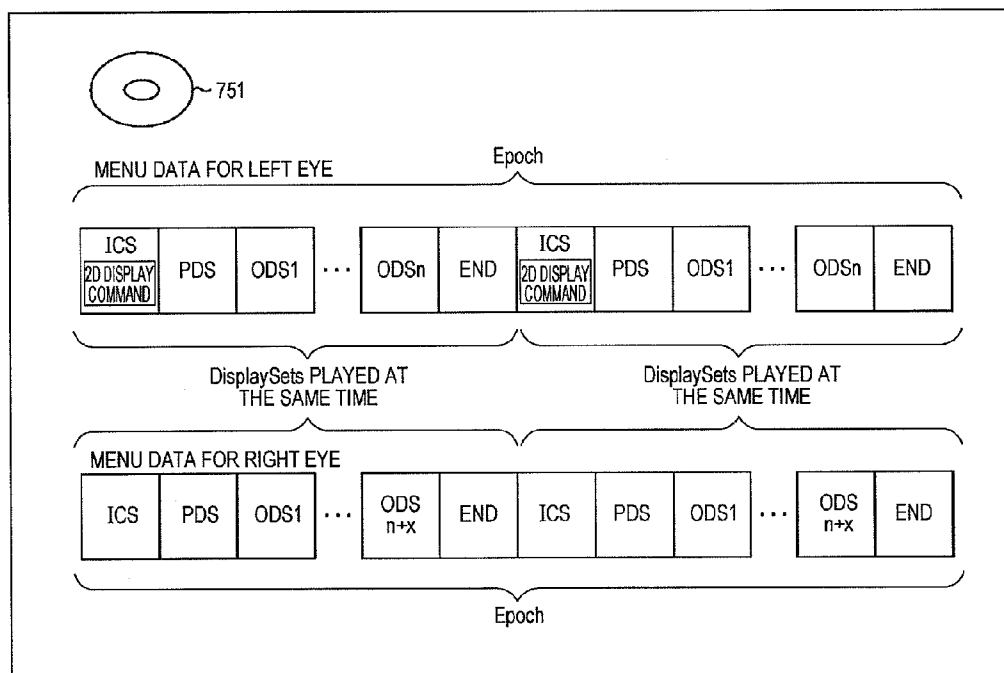 751
Epoch
MENU DATA FOR LEFT EYE
ICS
2D DISPLAY
COMMAND
PDS
ODS1
...
ODSn
END
ICS
2D DISPLAY
COMMAND
PDS
ODS1
...
ODSn
END
DisplaySets PLAYED AT
THE SAME TIME
DisplaySets PLAYED AT
THE SAME TIME
MENU DATA FOR RIGHT EYE
ICS
PDS
ODS1
...
ODS
n+x
END
ICS
PDS
ODS1
...
ODS
n+x
END
Epoch